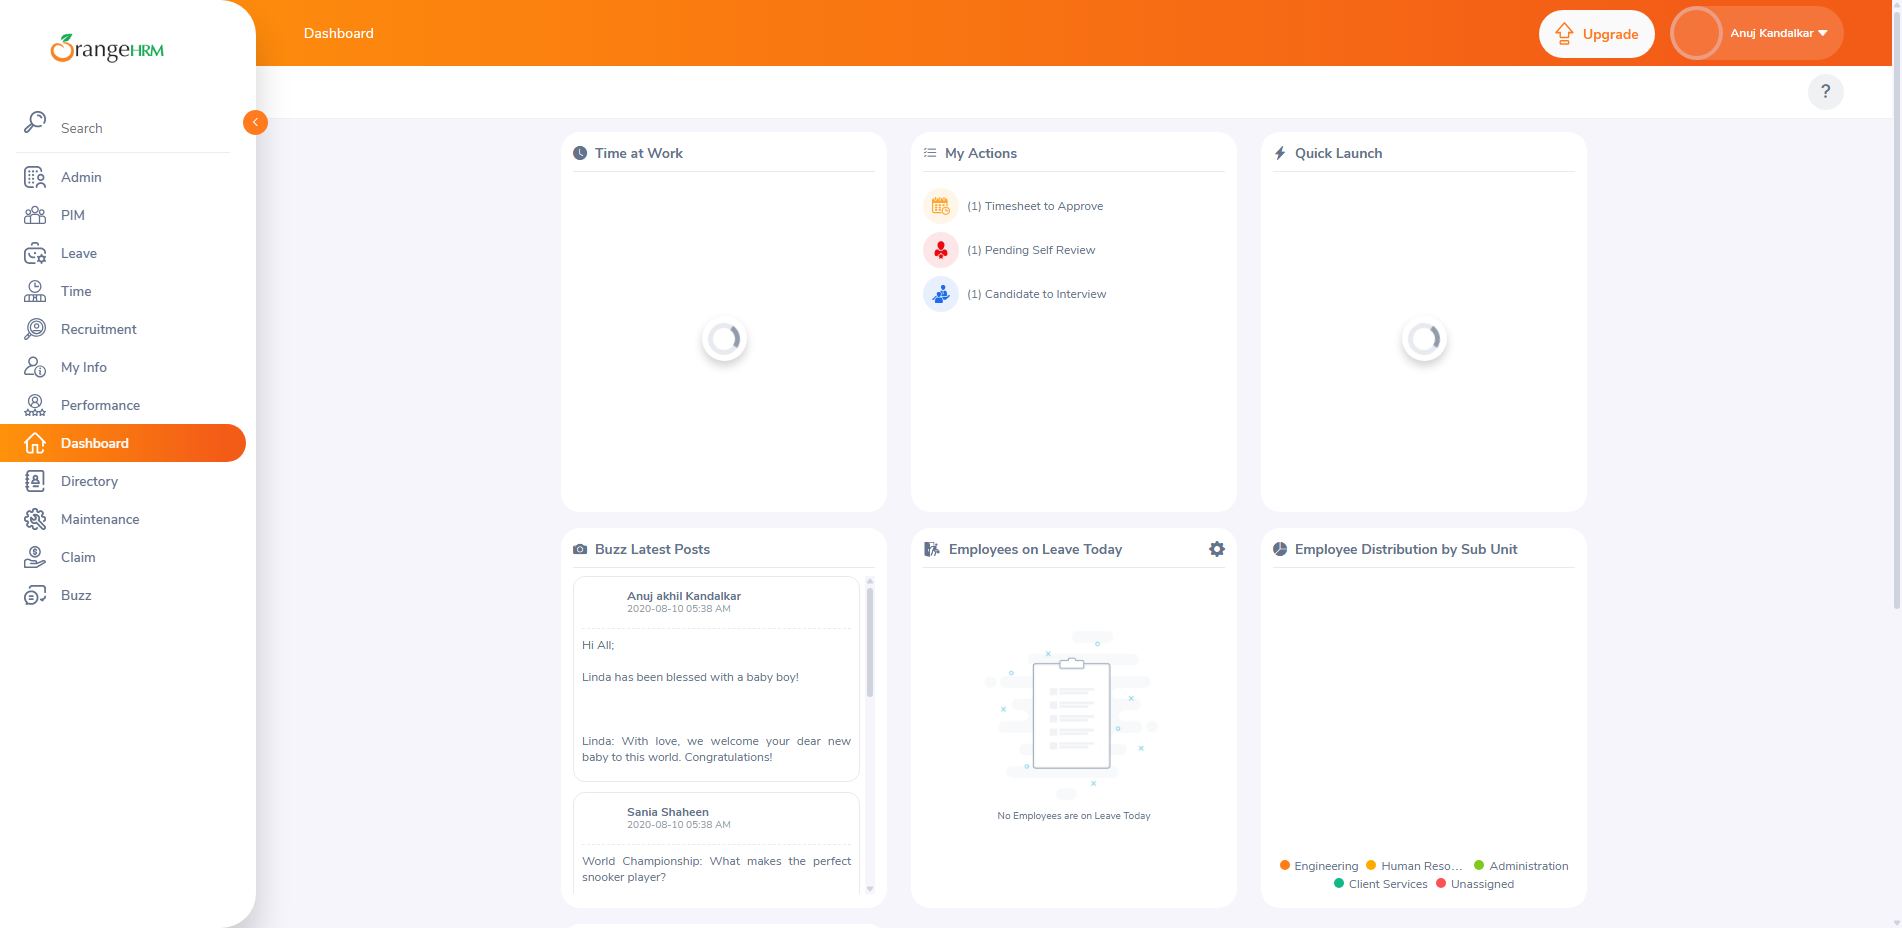 OrangeHRM
Dashboard
Upgrade
Anuj Kandalkar
?
Search
Admin
PIM
Leave
Time
Recruitment
My Info
Performance
Dashboard
Directory
Maintenance
Claim
Buzz
Time at Work
My Actions
(1) Timesheet to Approve
(1) Pending Self Review
(1) Candidate to Interview
Quick Launch
Buzz Latest Posts
Anuj akhil Kandalkar
2020-08-10 05:38 AM
Hi All;
Linda has been blessed with a baby boy!
Linda: With love, we welcome your dear new
baby to this world. Congratulations!
Sania Shaheen
2020-08-10 05:38 AM
World Championship: What makes the perfect
snooker player?
Employees on Leave Today
No Employees are on Leave Today
Employee Distribution by Sub Unit
Engineering Human Reso... Administration
Client Services Unassigned